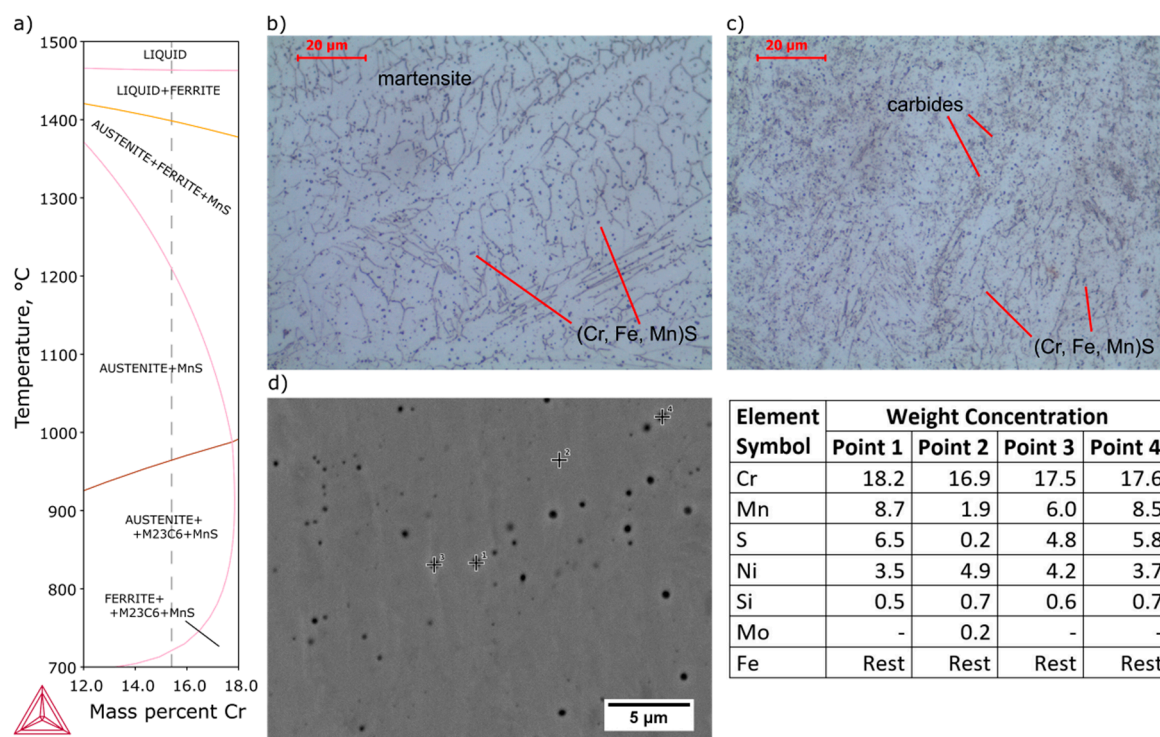 a)
1500
LIQUID
LIQUID+FERRITE
1400
AUSTENITE+FERRITE+MnS
1300
1200
1100
AUSTENITE+MnS
1000
900
AUSTENITE+
+M23C6+MnS
800
FERRITE+
+M23C6+MnS
700
12.0 14.0 16.0 18.0
Temperature, °C
Mass percent Cr
b)
20 µm
martensite
(Cr, Fe, Mn)S
c)
20 µm
carbides
(Cr, Fe, Mn)S
d)
4
2
3
1
5 µm
Element Symbol Weight Concentration
Point 1 Point 2 Point 3 Point 4
Cr 18.2 16.9 17.5 17.6
Mn 8.7 1.9 6.0 8.5
S 6.5 0.2 4.8 5.8
Ni 3.5 4.9 4.2 3.7
Si 0.5 0.7 0.6 0.7
Mo - 0.2 - -
Fe Rest Rest Rest Rest